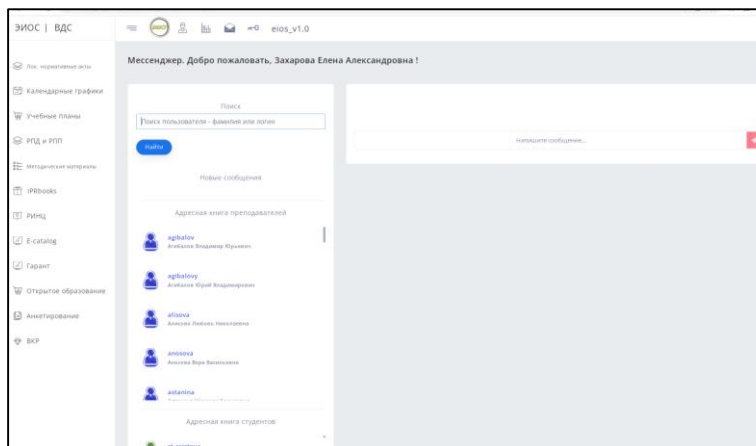 ЭИОС | ВДС
eios_v1.0
Лок. нормативные акты
Календарные графики
Учебные планы
РПД и РПП
Методические материалы
IPRbooks
РИНЦ
E-catalog
Гарант
Открытое образование
Анкетирование
ВКР
Мессенджер. Добро пожаловать, Захарова Елена Александровна !
Поиск
Поиск пользователя - фамилия или логин
Найти
Новые сообщения
Адресная книга преподавателей
agibalov
Агибалов Владимир Юрьевич
agibalovy
Агибалов Юрий Владимирович
alisova
Алисова Любовь Николаевна
anosova
Аносова Вера Васильевна
astanina
Адресная книга студентов
Напишите сообщение...